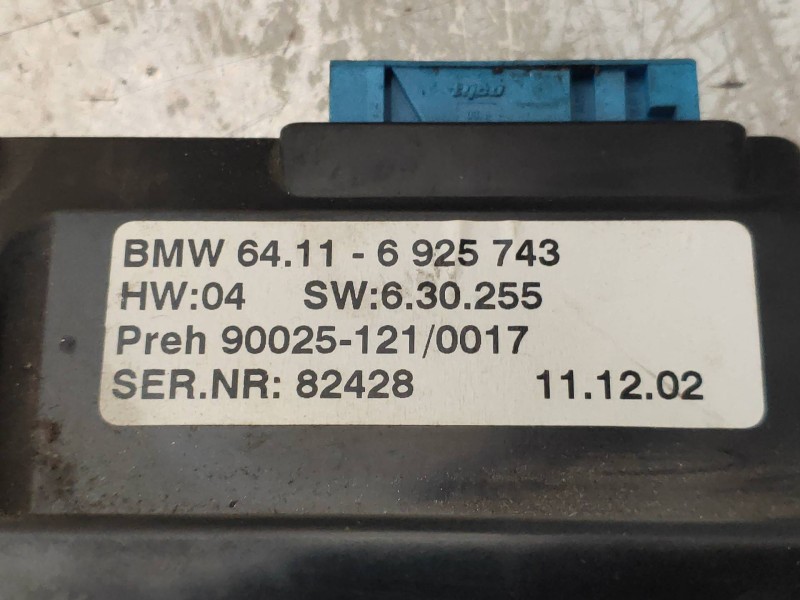 tyco
BMW 64.11 - 6 925 743
HW:04 SW:6.30.255
Preh 90025-121/0017
SER.NR: 82428 11.12.02